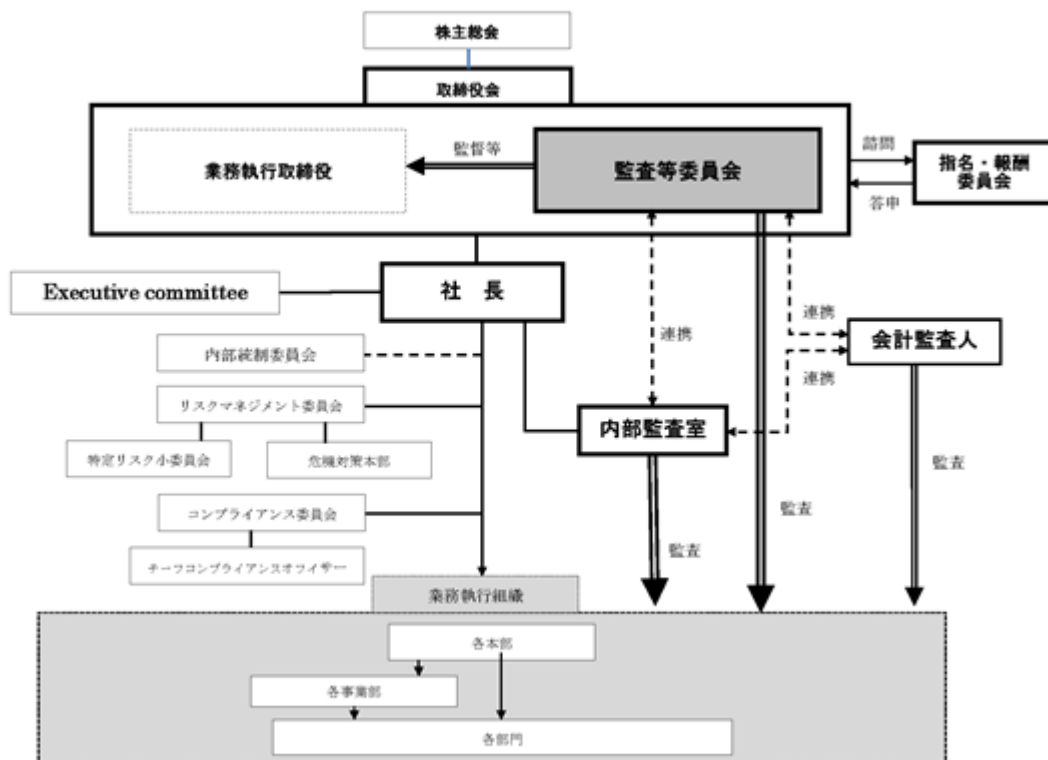 株主総会
取締役会
業務執行取締役
監督等
監査等委員会
諮問
答申
指名・報酬
委員会
Executive committee
社 長
内部統制委員会
連携
連携
会計監査人
連携
リスクマネジメント委員会
内部監査室
特定リスク小委員会
危機対策本部
監査
コンプライアンス委員会
監査
監査
チーフコンプライアンスオフイサー
業務執行組織
各本部
各事業部
各部門